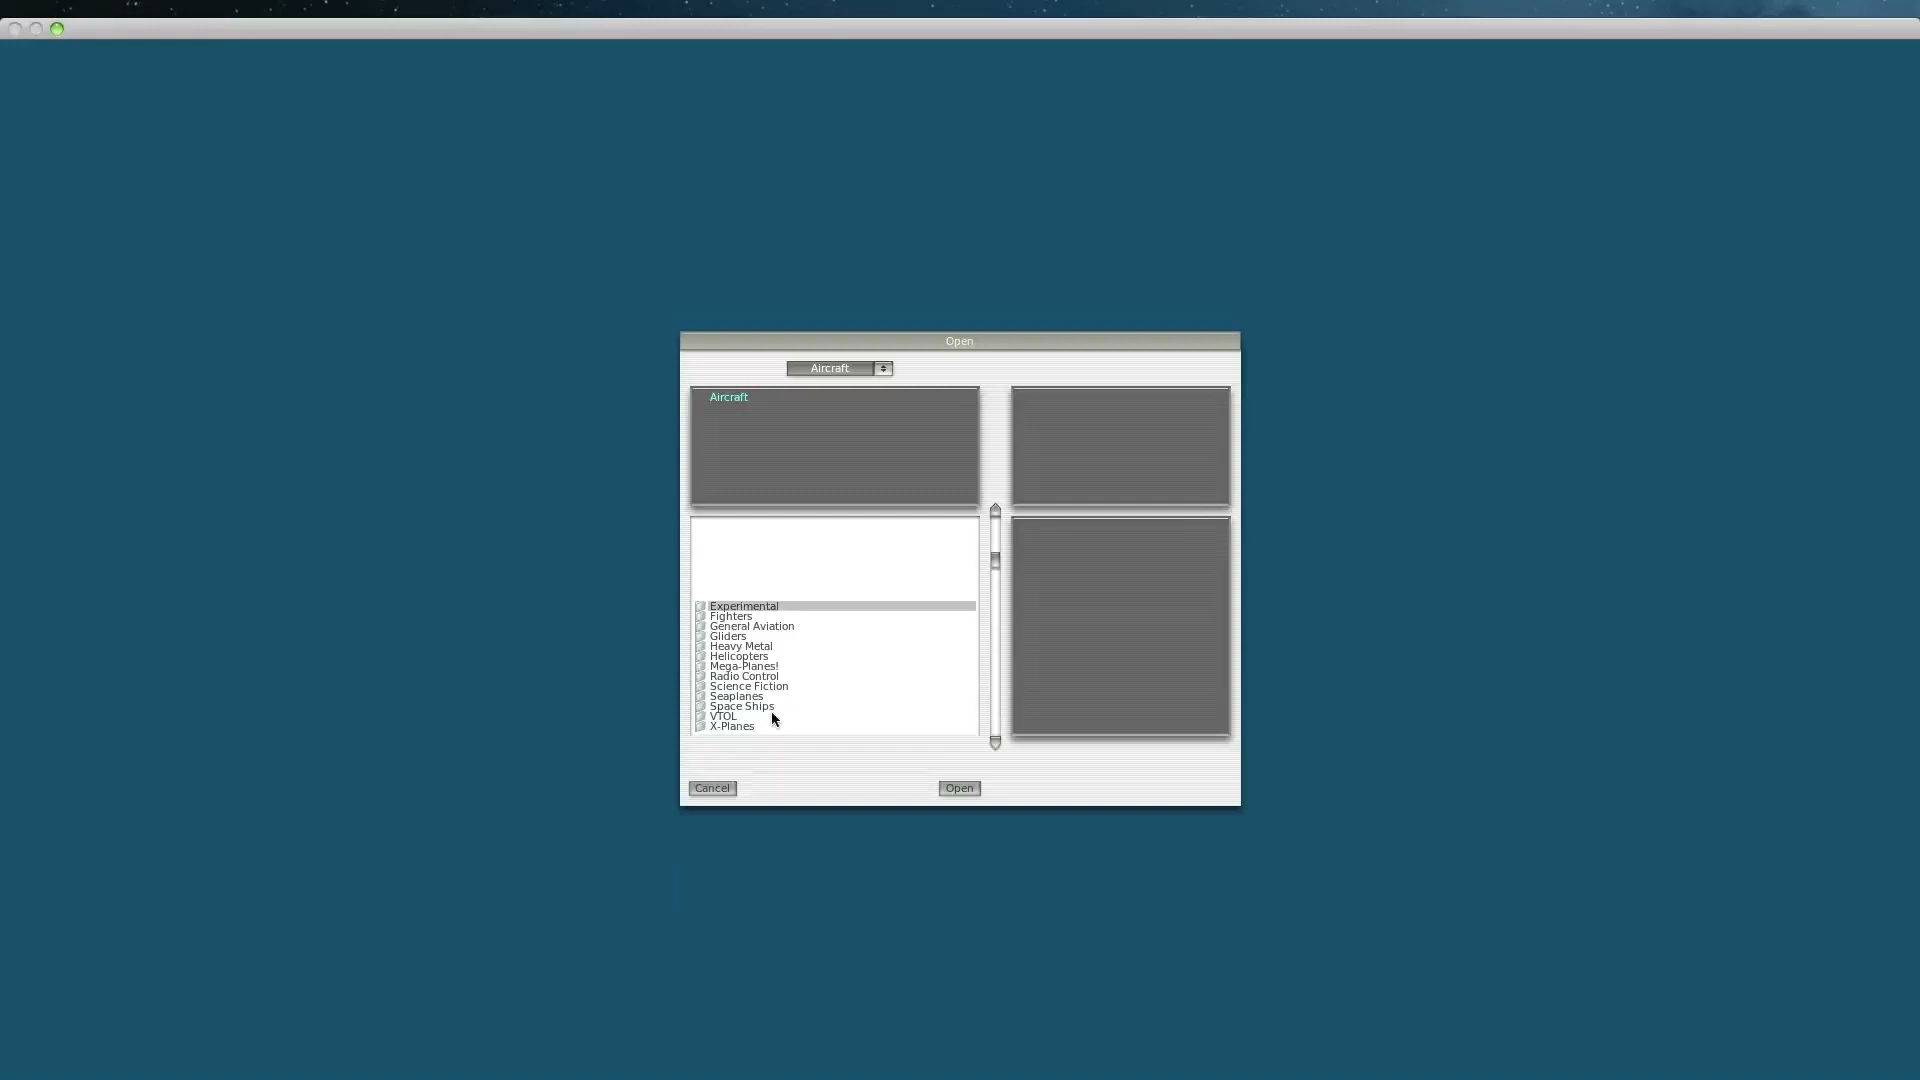 Open
Aircraft
Aircraft
Experimental
Fighters
General Aviation
Gliders
Heavy Metal
Helicopters
Mega-Planes!
Radio Control
Science Fiction
Seaplanes
Space Ships
VTOL
X-Planes
Cancel
Open